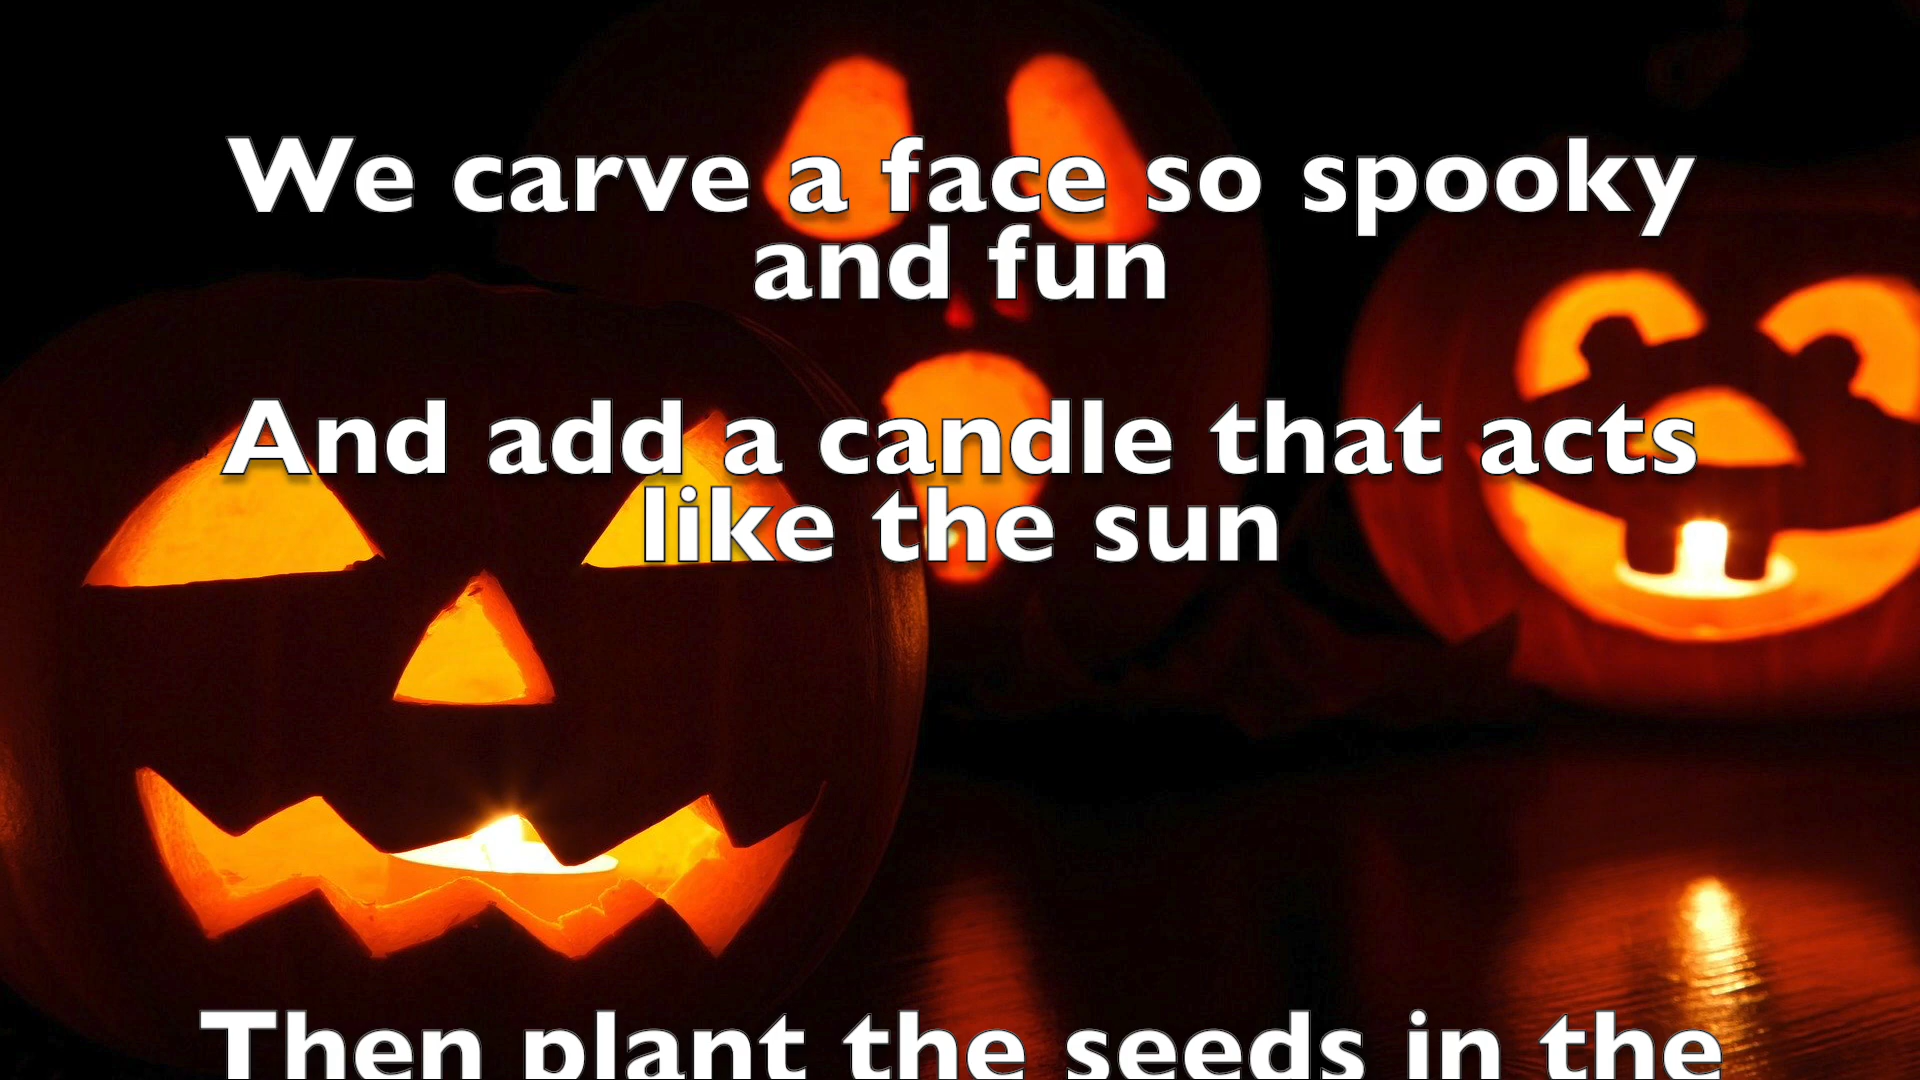 We carve a face so spooky
and fun
And add a candle that acts
like the sun
Then plant the seeds in the